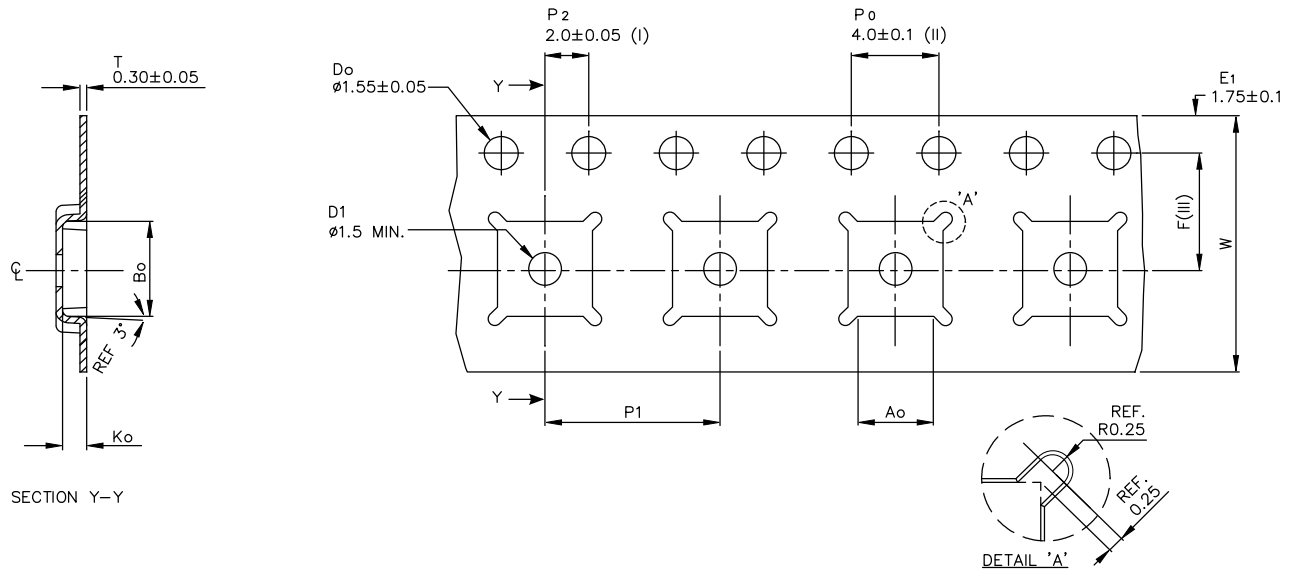 T
0.30±0.05
Bo
REF 3°
Ko
℄
SECTION Y-Y
P2
2.0±0.05 (I)
Po
4.0±0.1 (II)
Do
ø1.55±0.05
Y
E1
1.75±0.1
D1
ø1.5 MIN.
'A'
F(III)
W
Y
P1
Ao
REF.
R0.25
REF.
0.25
DETAIL 'A'